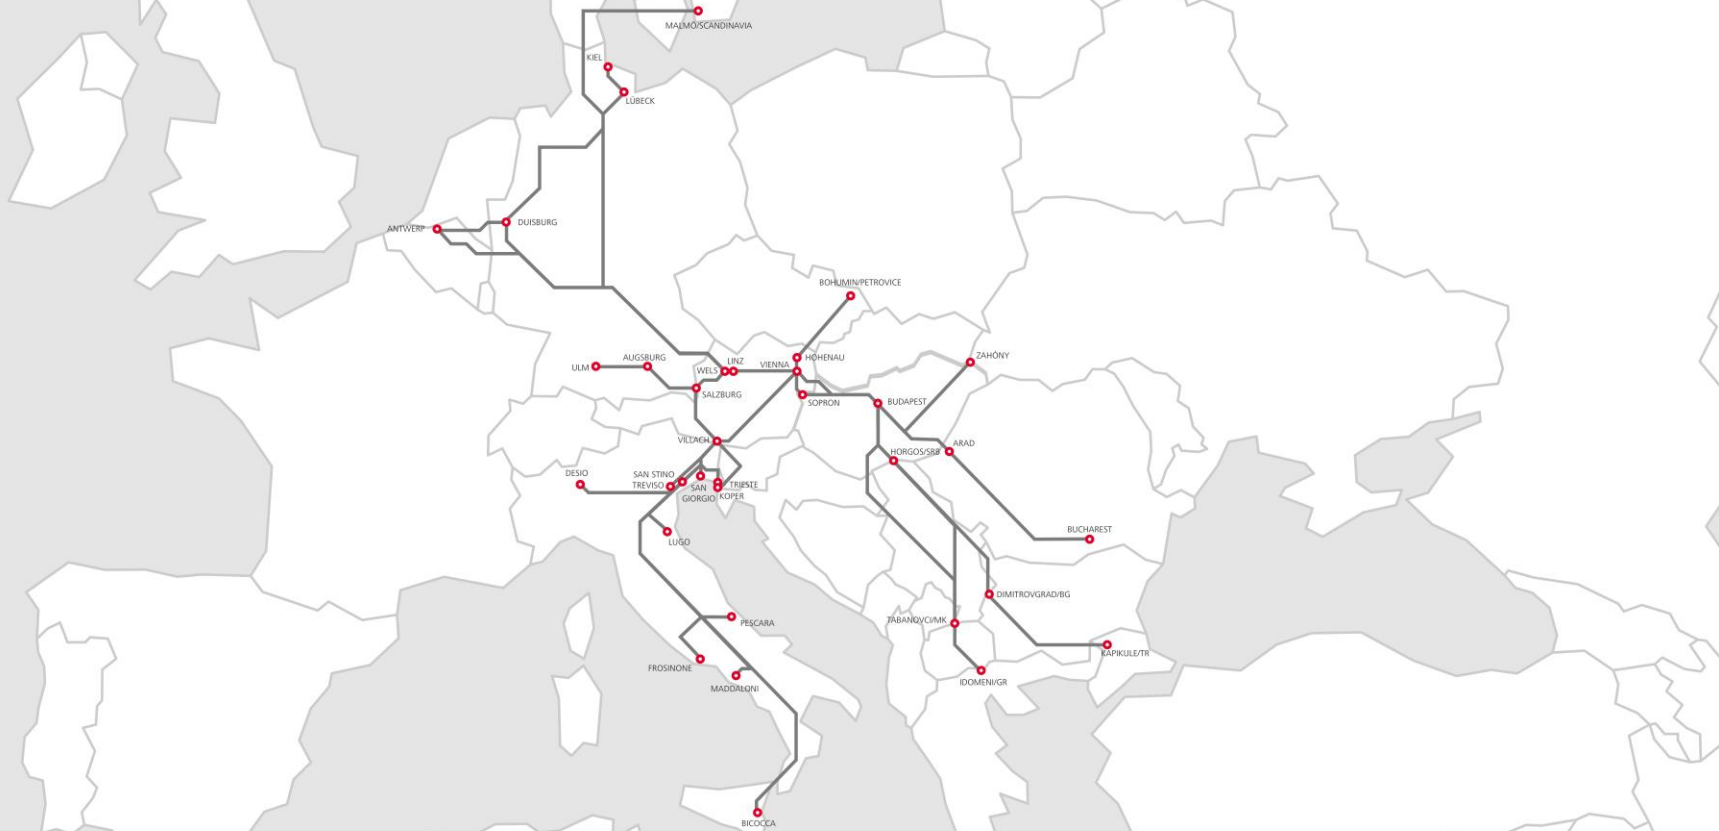 MALMÖ/SCANDINAVIA
KIEL
LÜBECK
DUISBURG
ANTWERP
BOHUMIN/PETROVICE
HOHENAU
ZAHÓNY
LINZ
AUGSBURG
VIENNA
ULM
WELS
SALZBURG
SOPRON
BUDAPEST
VILLACH
ARAD
HORGOS/SRB
DESIO
SAN STINO
TREVISO
SAN
GIORGIO
TRIESTE
KOPER
BUCHAREST
LUGO
DIMITROVGRAD/BG
TABANOVCI/MK
PESCARA
KAPIKULE/TR
FROSINONE
IDOMENI/GR
MADDALONI
BICOCCA